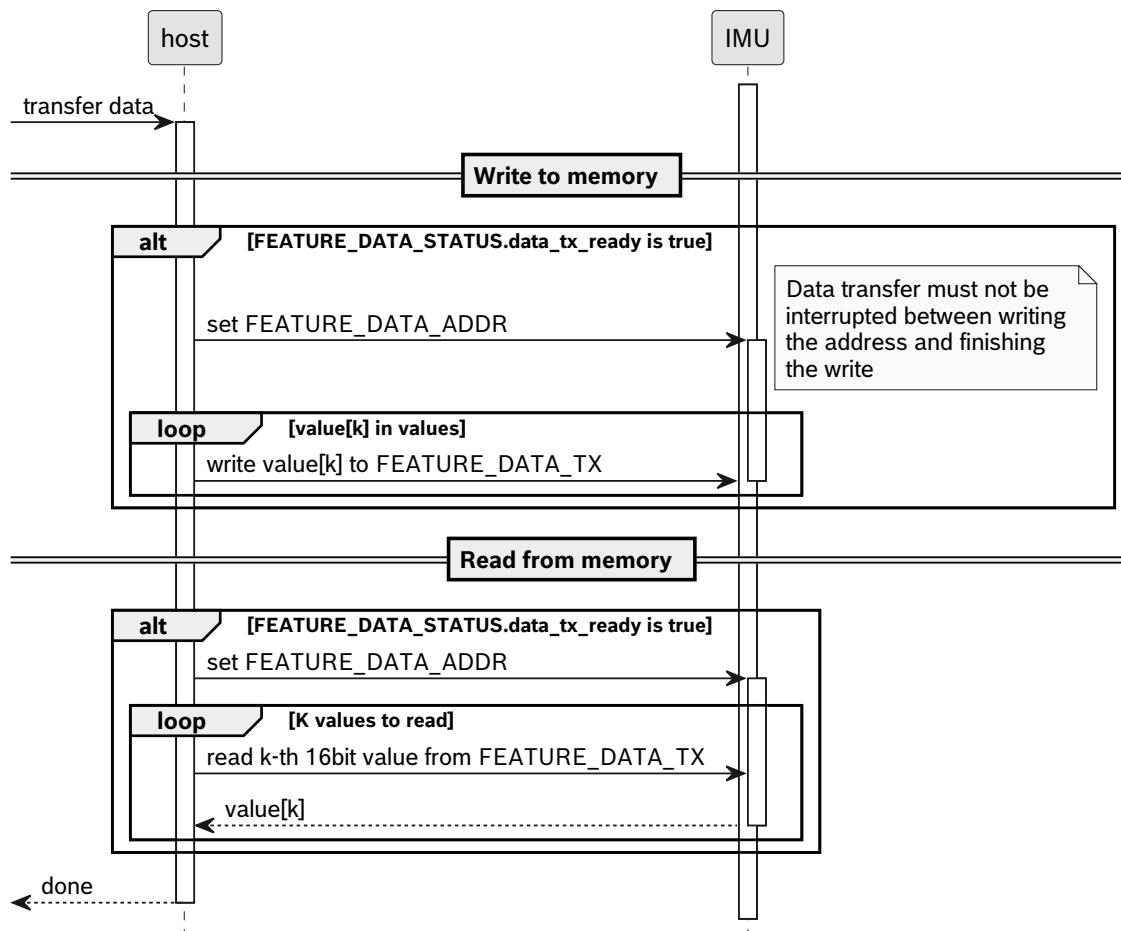 host
IMU
transfer data
Write to memory
alt
[FEATURE_DATA_STATUS.data_tx_ready is true]
Data transfer must not be
interrupted between writing
the address and finishing
the write
set FEATURE_DATA_ADDR
loop
[value[k] in values]
write value[k] to FEATURE_DATA_TX
Read from memory
alt
[FEATURE_DATA_STATUS.data_tx_ready is true]
set FEATURE_DATA_ADDR
loop
[K values to read]
read k-th 16bit value from FEATURE_DATA_TX
value[k]
done